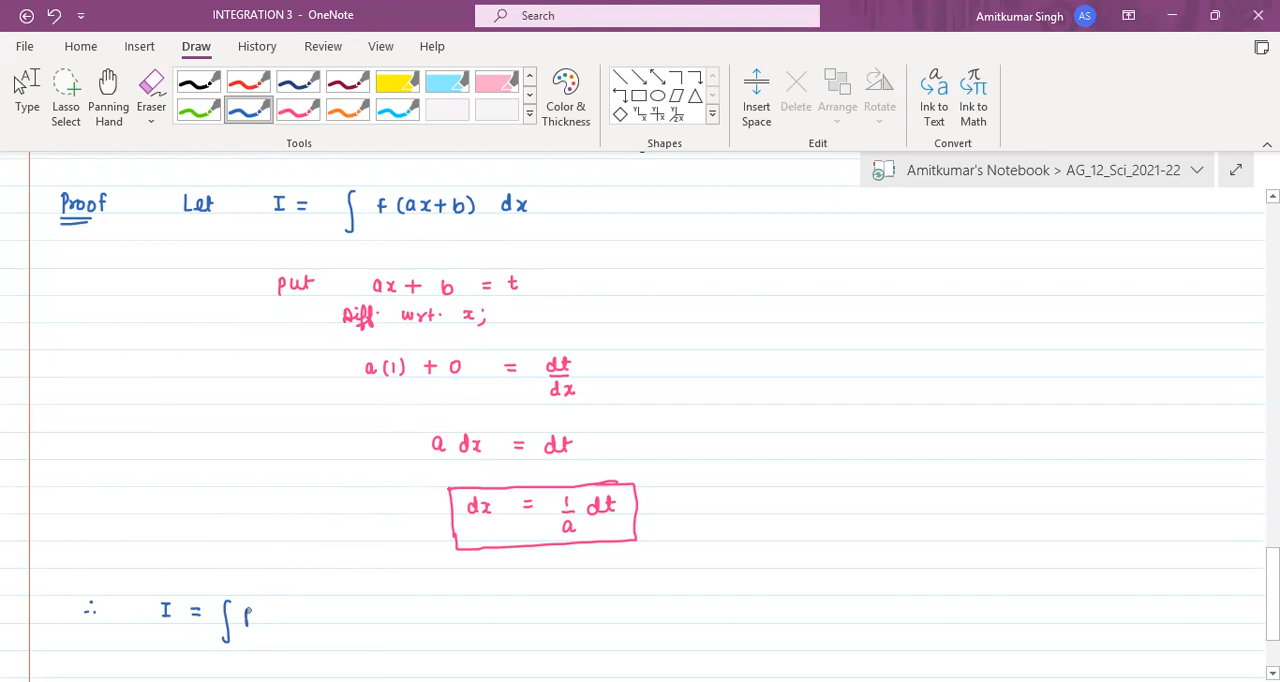 INTEGRATION 3 - OneNote
Search
Amitkumar Singh
AS
File Home Insert Draw History Review View Help
Type
Lasso Select
Panning Hand
Eraser
Color & Thickness
Insert Space
Delete
Arrange
Rotate
Ink to Text
Ink to Math
Tools
Shapes
Edit
Convert
Amitkumar's Notebook > AG_12_Sci_2021-22
Proof Let I = ∫ f(ax+b) dx
put ax + b = t
Diff. wrt. x;
a(1) + 0 = dt/dx
a dx = dt
dx = 1/a dt
∴ I = ∫